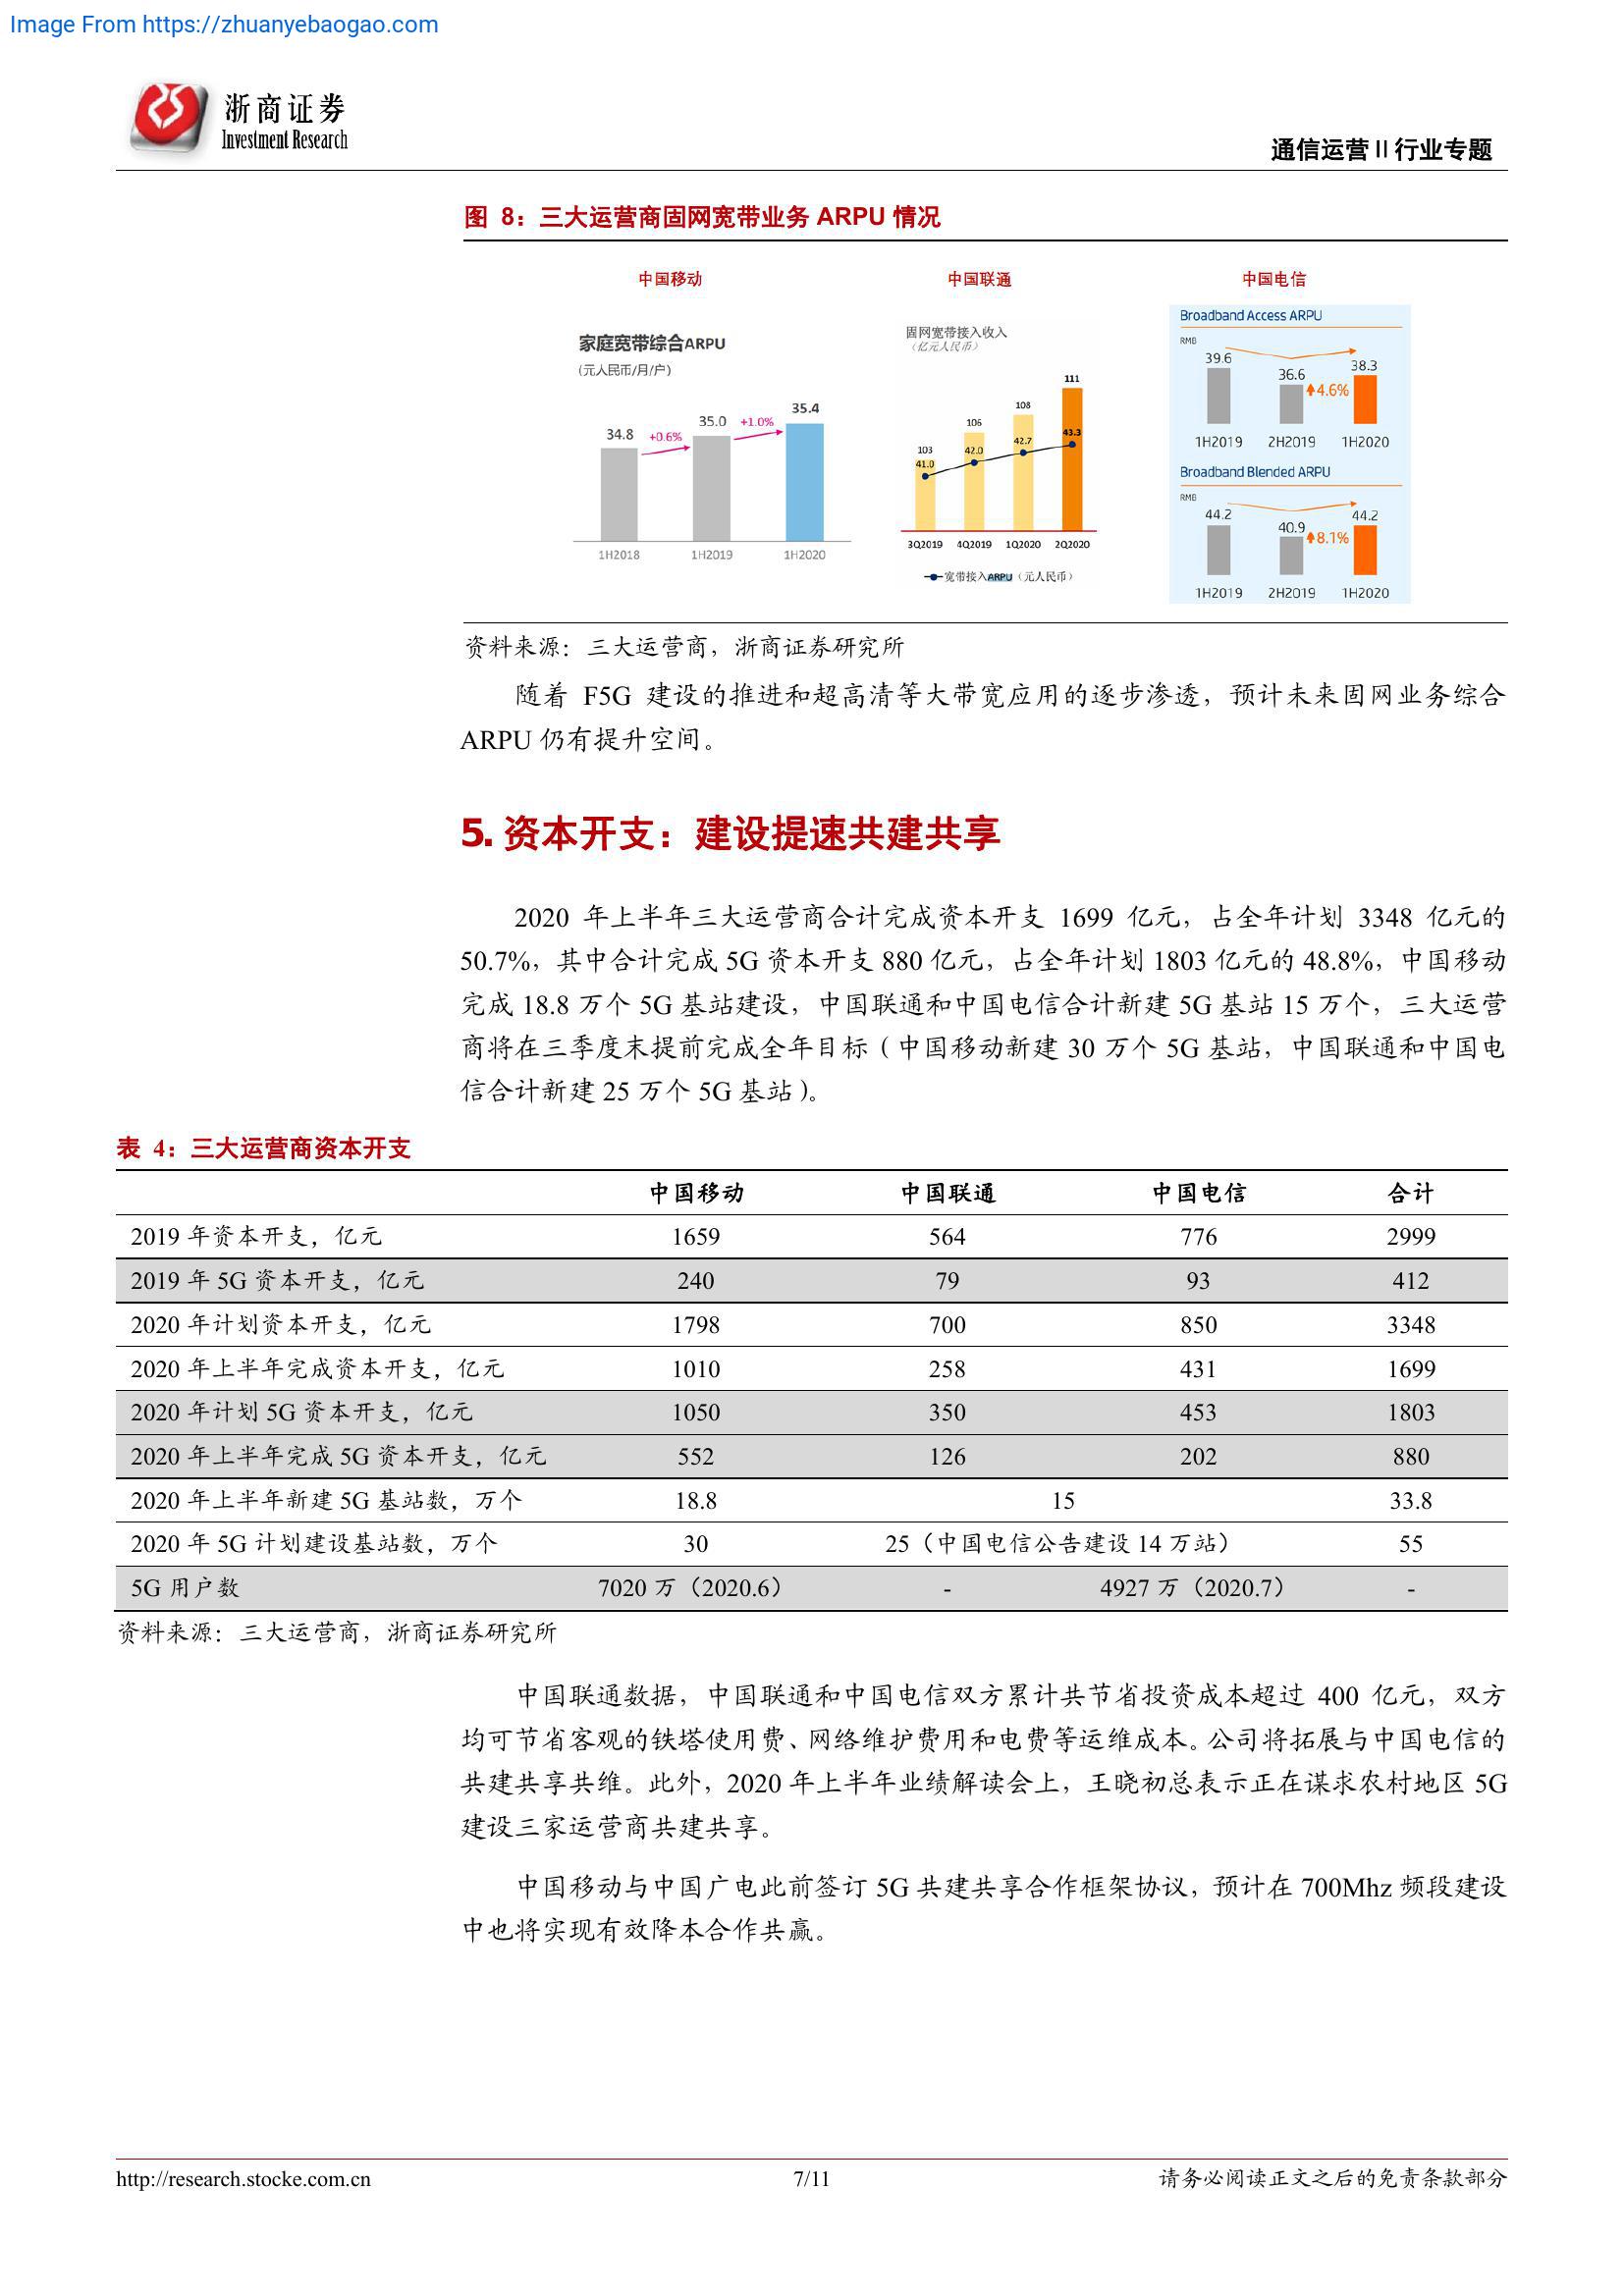 Image From https://zhuanyebaogao.com
浙商证券
Investment Research
通信运营Ⅱ行业专题
图 8：三大运营商固网宽带业务 ARPU 情况
中国移动 中国联通 中国电信
家庭宽带综合ARPU
(元人民币/月/户)
34.8 +0.6% 35.0 +1.0% 35.4
1H2018 1H2019 1H2020
固网宽带接入收入
（亿元人民币）
103 106 108 111
41.0 42.0 42.7 43.3
3Q2019 4Q2019 1Q2020 2Q2020
宽带接入ARPU（元人民币）
Broadband Access ARPU
RMB
39.6 36.6 4.6% 38.3
1H2019 2H2019 1H2020
Broadband Blended ARPU
RMB
44.2 40.9 8.1% 44.2
1H2019 2H2019 1H2020
资料来源：三大运营商，浙商证券研究所
随着 F5G 建设的推进和超高清等大带宽应用的逐步渗透，预计未来固网业务综合
ARPU 仍有提升空间。
5. 资本开支：建设提速共建共享
2020 年上半年三大运营商合计完成资本开支 1699 亿元，占全年计划 3348 亿元的
50.7%，其中合计完成 5G 资本开支 880 亿元，占全年计划 1803 亿元的 48.8%，中国移动
完成 18.8 万个 5G 基站建设，中国联通和中国电信合计新建 5G 基站 15 万个，三大运营
商将在三季度末提前完成全年目标（中国移动新建 30 万个 5G 基站，中国联通和中国电
信合计新建 25 万个 5G 基站）。
表 4：三大运营商资本开支
中国移动 中国联通 中国电信 合计
2019 年资本开支，亿元 1659 564 776 2999
2019 年 5G 资本开支，亿元 240 79 93 412
2020 年计划资本开支，亿元 1798 700 850 3348
2020 年上半年完成资本开支，亿元 1010 258 431 1699
2020 年计划 5G 资本开支，亿元 1050 350 453 1803
2020 年上半年完成 5G 资本开支，亿元 552 126 202 880
2020 年上半年新建 5G 基站数，万个 18.8 15 33.8
2020 年 5G 计划建设基站数，万个 30 25（中国电信公告建设 14 万站） 55
5G 用户数 7020 万（2020.6） - 4927 万（2020.7） -
资料来源：三大运营商，浙商证券研究所
中国联通数据，中国联通和中国电信双方累计共节省投资成本超过 400 亿元，双方
均可节省客观的铁塔使用费、网络维护费用和电费等运维成本。公司将拓展与中国电信的
共建共享共维。此外，2020 年上半年业绩解读会上，王晓初总表示正在谋求农村地区 5G
建设三家运营商共建共享。
中国移动与中国广电此前签订 5G 共建共享合作框架协议，预计在 700Mhz 频段建设
中也将实现有效降本合作共赢。
http://research.stocke.com.cn 7/11 请务必阅读正文之后的免责条款部分